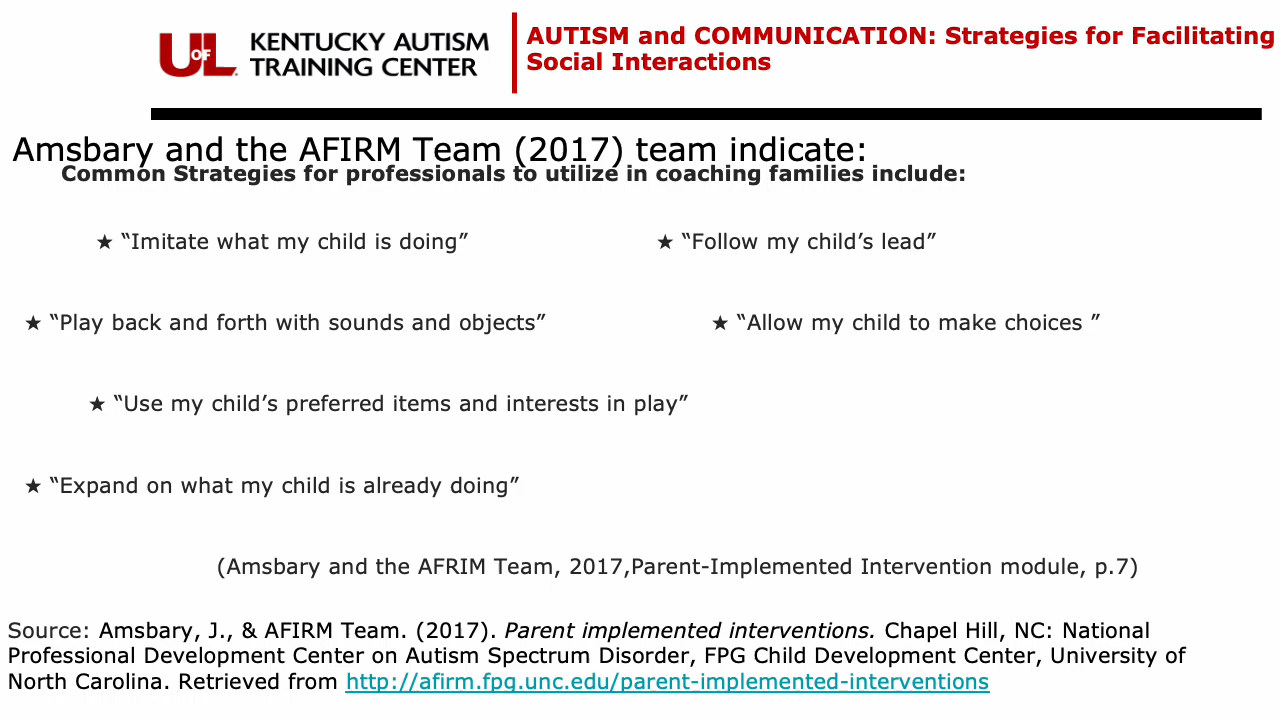 UofL KENTUCKY AUTISM
TRAINING CENTER
AUTISM and COMMUNICATION: Strategies for Facilitating
Social Interactions
Amsbary and the AFIRM Team (2017) team indicate:
Common Strategies for professionals to utilize in coaching families include:
★ “Imitate what my child is doing” ★ “Follow my child’s lead”
★ “Play back and forth with sounds and objects” ★ “Allow my child to make choices ”
★ “Use my child’s preferred items and interests in play”
★ “Expand on what my child is already doing”
(Amsbary and the AFRIM Team, 2017,Parent-Implemented Intervention module, p.7)
Source: Amsbary, J., & AFIRM Team. (2017). Parent implemented interventions. Chapel Hill, NC: National
Professional Development Center on Autism Spectrum Disorder, FPG Child Development Center, University of
North Carolina. Retrieved from http://afirm.fpg.unc.edu/parent-implemented-interventions